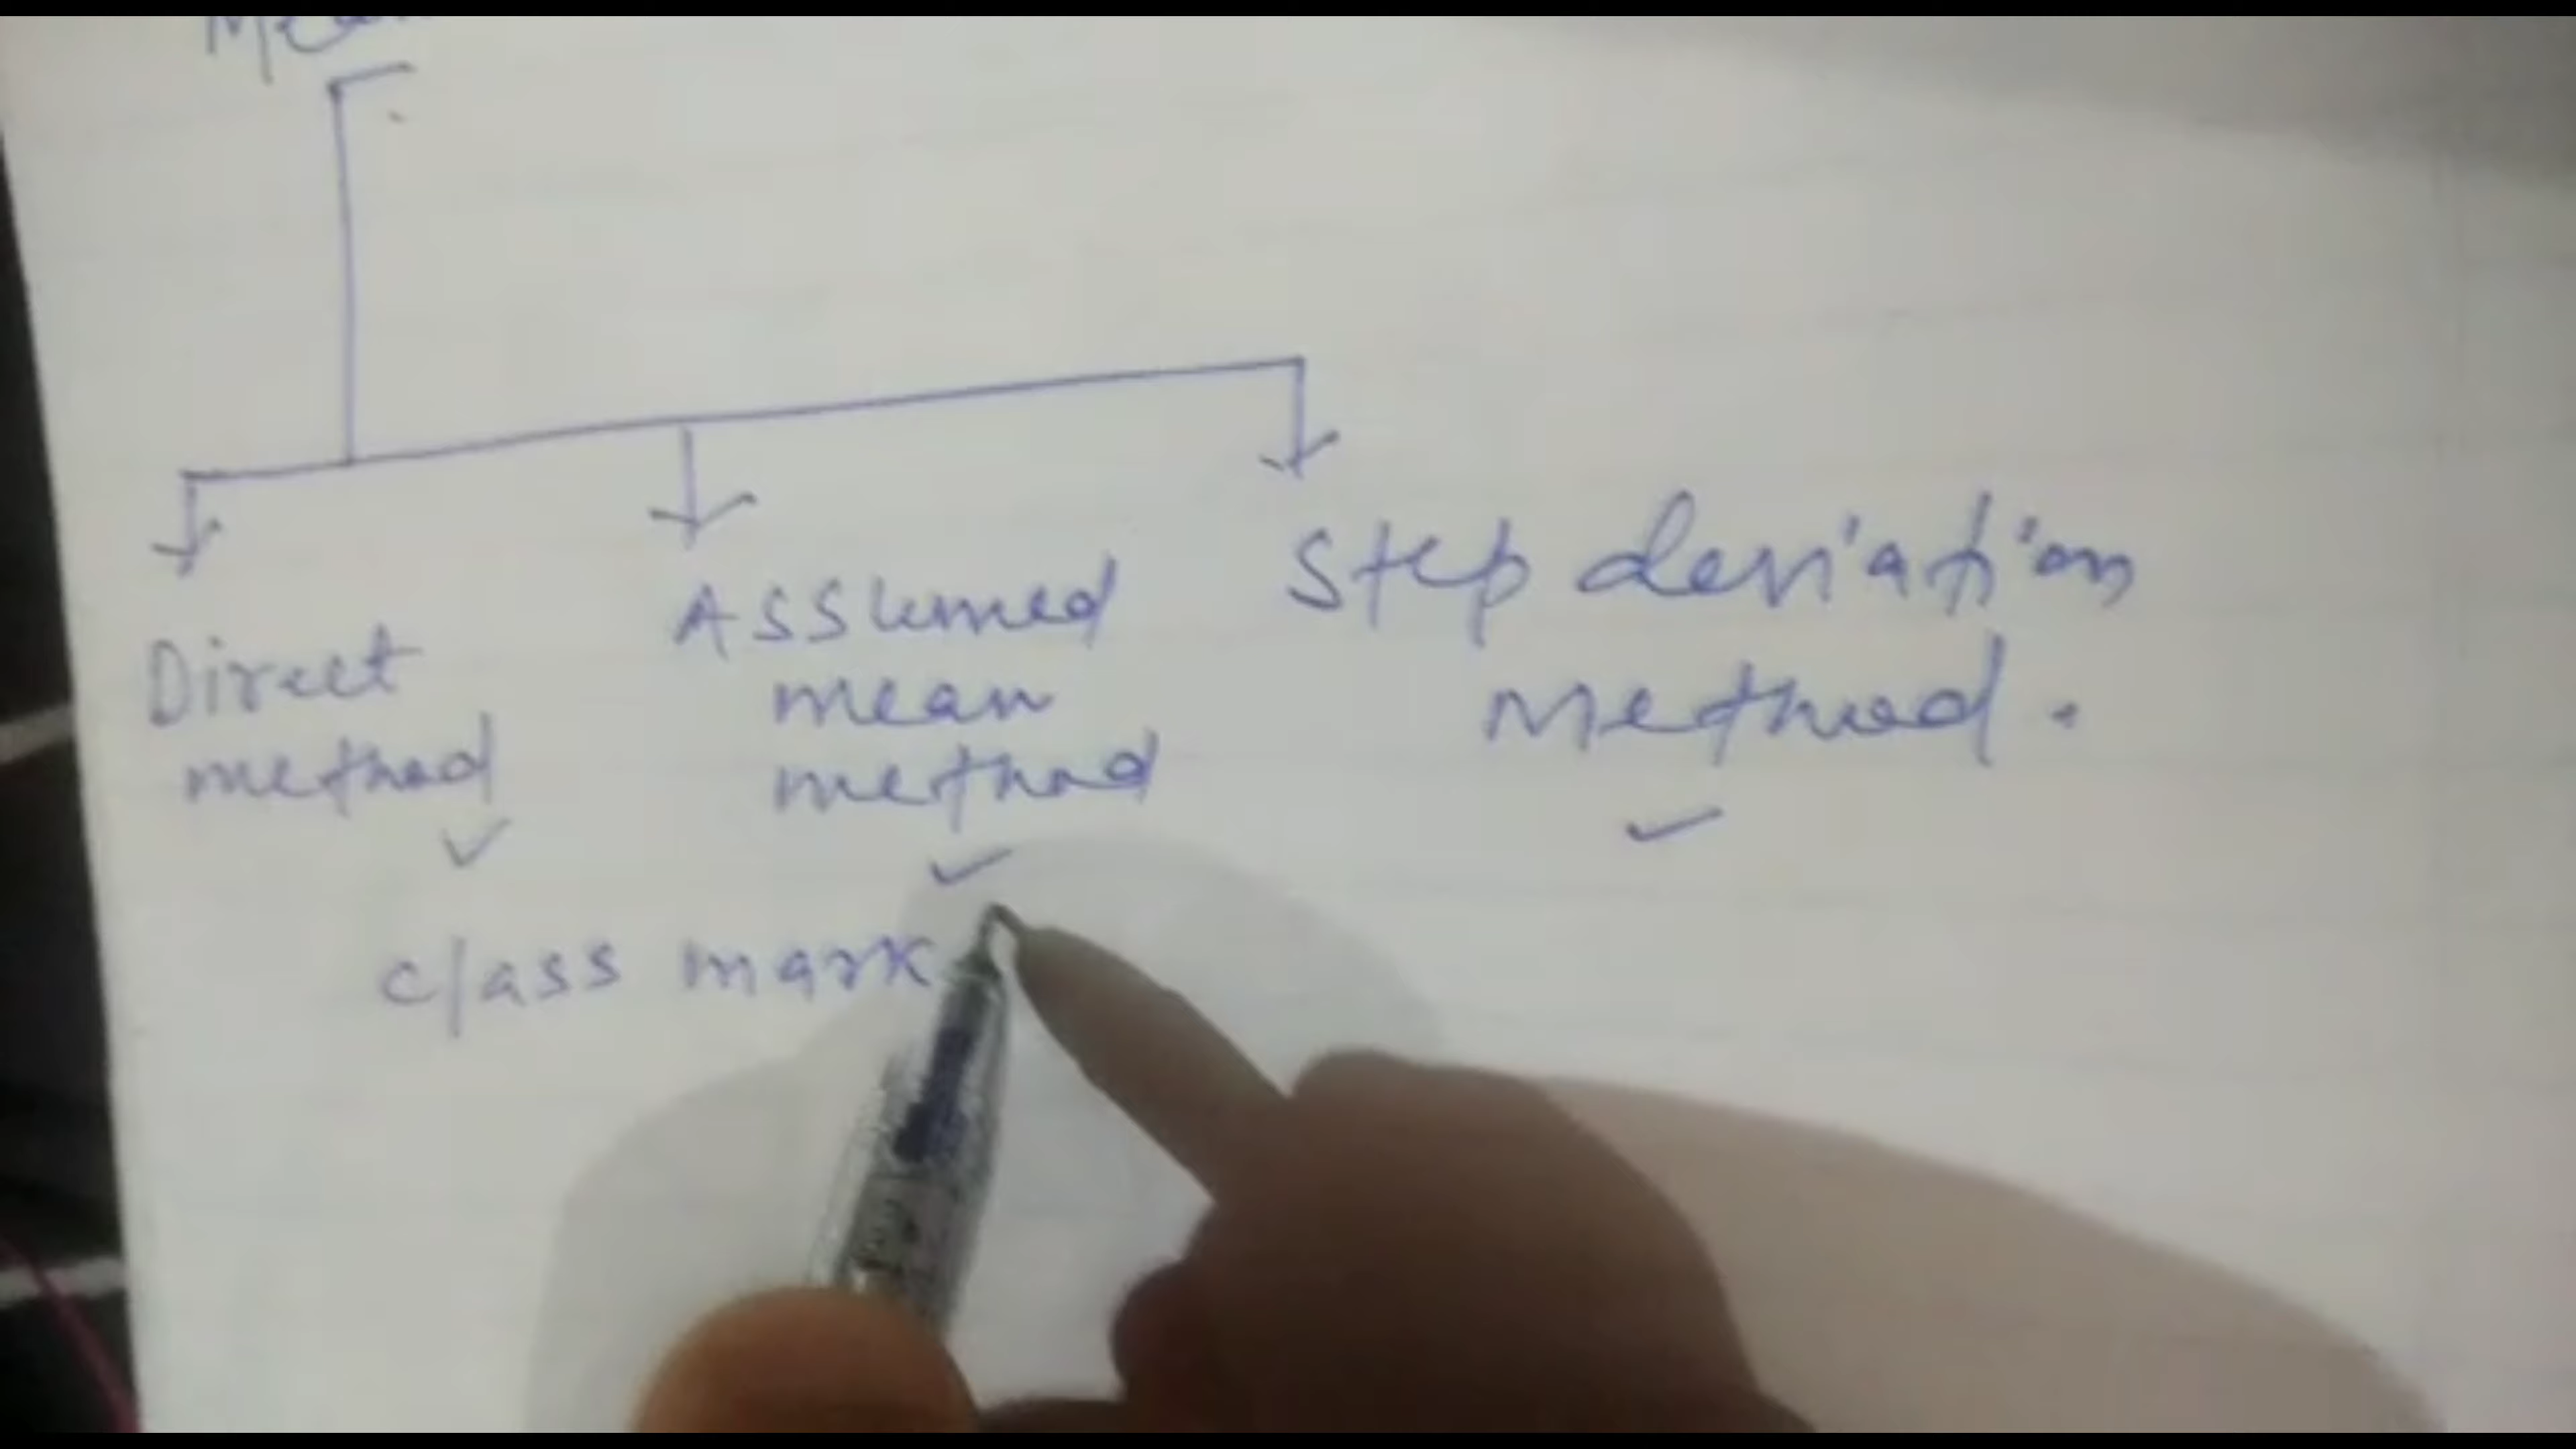 Direct
method
Assumed
mean
method
Step deviation
Method.
class mark